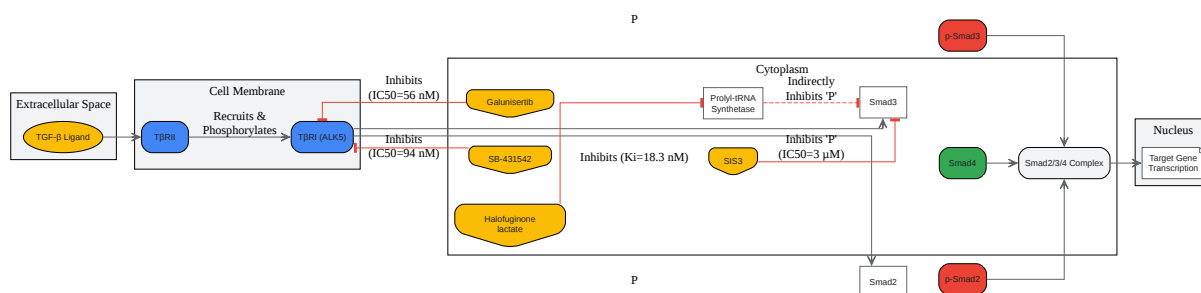 P
p-Smad3
Cytoplasm
Extracellular Space
TGF-β Ligand
Cell Membrane
Recruits &
Phosphorylates
TβRII
TβRI (ALK5)
Inhibits
(IC50=56 nM)
Inhibits
(IC50=94 nM)
Galunisertib
SB-431542
Halofuginone
lactate
Inhibits (Ki=18.3 nM)
Prolyl-tRNA
Synthetase
Indirectly
Inhibits 'P'
Smad3
SIS3
Inhibits 'P'
(IC50=3 µM)
Smad4
Smad2/3/4 Complex
Nucleus
Target Gene
Transcription
P
Smad2
p-Smad2